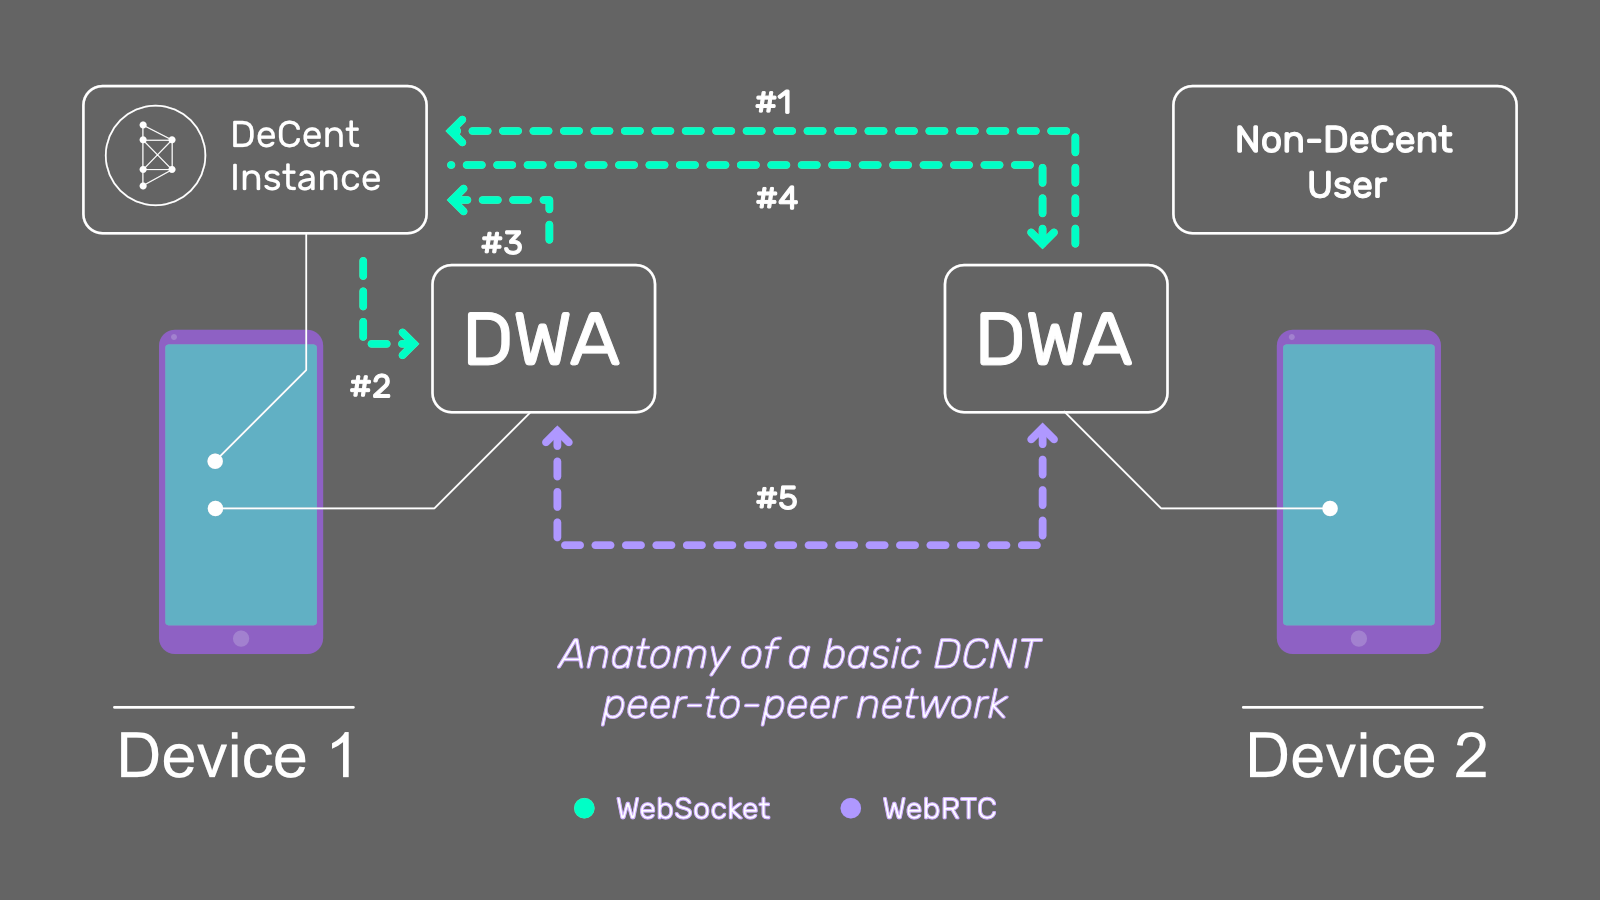 DeCent
Instance
#1
Non-DeCent
User
#4
#3
DWA
DWA
#2
#5
Anatomy of a basic DCNT
peer-to-peer network
Device 1
Device 2
WebSocket
WebRTC